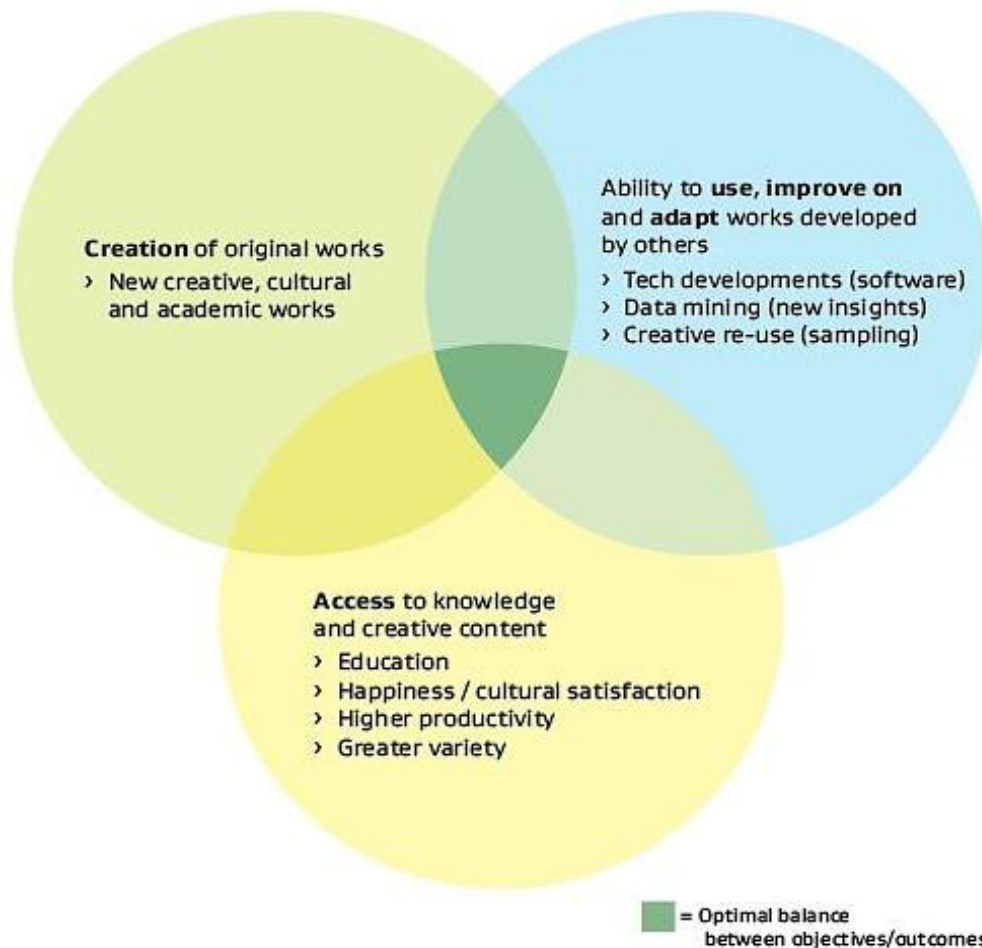 Creation of original works
› New creative, cultural
and academic works
Ability to use, improve on
and adapt works developed
by others
› Tech developments (software)
› Data mining (new insights)
› Creative re-use (sampling)
Access to knowledge
and creative content
› Education
› Happiness / cultural satisfaction
› Higher productivity
› Greater variety
= Optimal balance
between objectives/outcomes